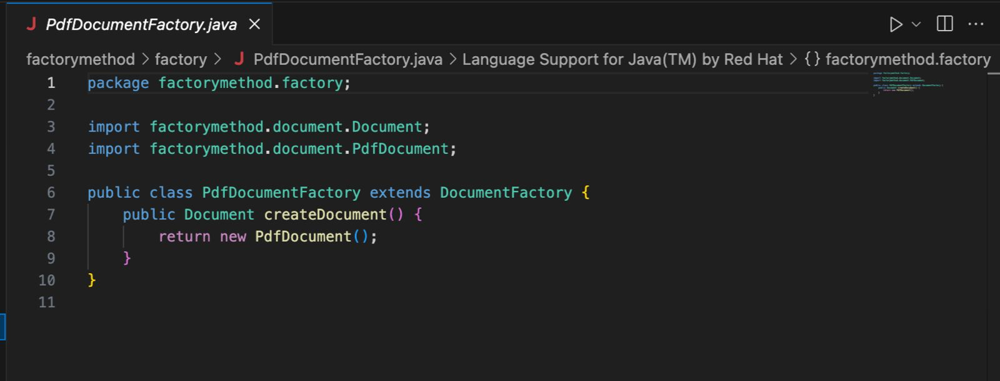 J PdfDocumentFactory.java ×
factorymethod > factory > J PdfDocumentFactory.java > Language Support for Java(TM) by Red Hat > {} factorymethod.factory
1 package factorymethod.factory;
2
3 import factorymethod.document.Document;
4 import factorymethod.document.PdfDocument;
5
6 public class PdfDocumentFactory extends DocumentFactory {
7     public Document createDocument() {
8         return new PdfDocument();
9     }
10 }
11